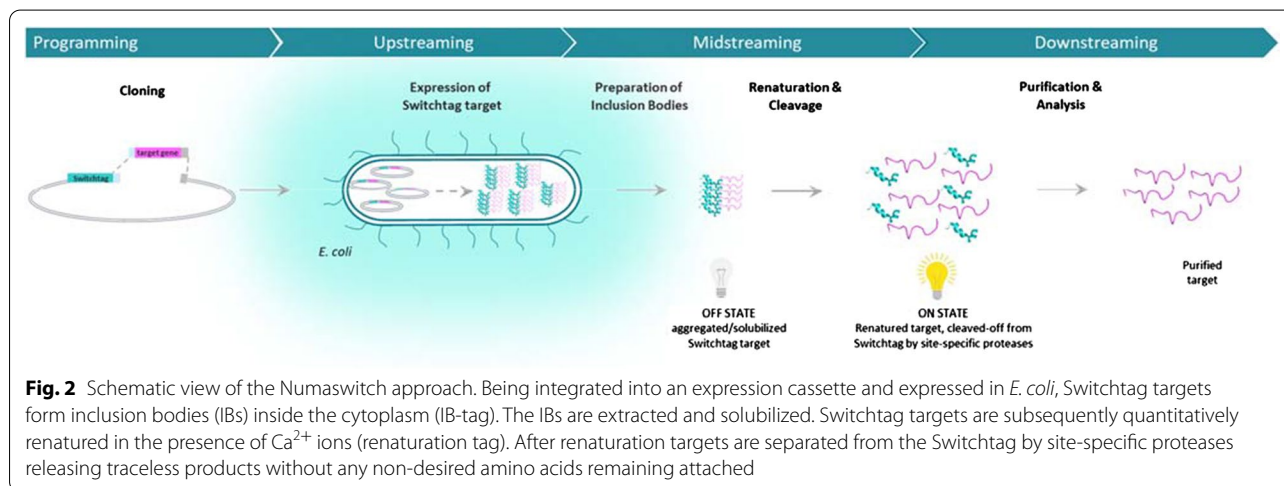 Programming
Upstreaming
Midstreaming
Downstreaming
Cloning
Expression of
Switchtag target
Preparation of
Inclusion Bodies
Renaturation &
Cleavage
Purification &
Analysis
target gene
Switchtag
E. coli
OFF STATE
aggregated/solubilized
Switchtag target
ON STATE
Renatured target, cleaved-off from
Switchtag by site-specific proteases
Purified
target
Fig. 2 Schematic view of the Numaswitch approach. Being integrated into an expression cassette and expressed in E. coli, Switchtag targets
form inclusion bodies (IBs) inside the cytoplasm (IB-tag). The IBs are extracted and solubilized. Switchtag targets are subsequently quantitatively
renatured in the presence of Ca²⁺ ions (renaturation tag). After renaturation targets are separated from the Switchtag by site-specific proteases
releasing traceless products without any non-desired amino acids remaining attached